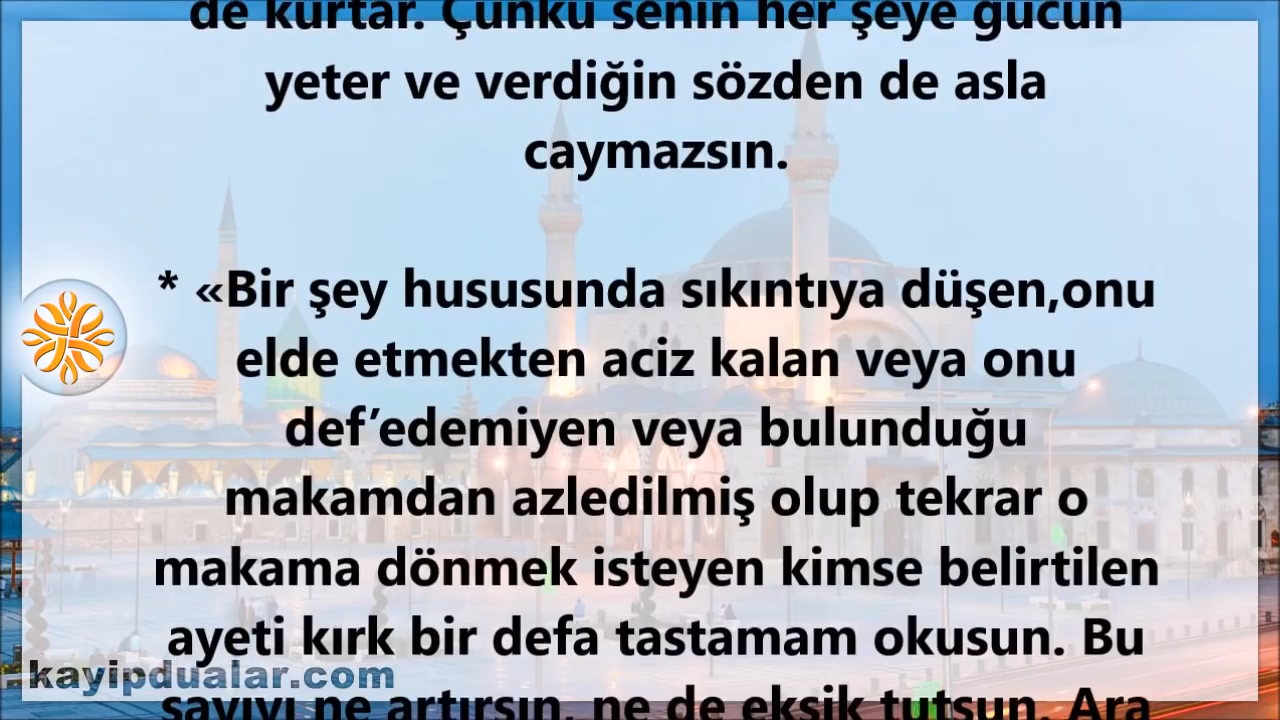 de kurtar. Çünkü senin her şeye gücün
yeter ve verdiğin sözden de asla
caymazsın.
* «Bir şey hususunda sıkıntıya düşen,onu
elde etmekten aciz kalan veya onu
def’edemiyen veya bulunduğu
makamdan azledilmiş olup tekrar o
makama dönmek isteyen kimse belirtilen
ayeti kırk bir defa tastamam okusun. Bu
sayıyı ne artırsın, ne de eksik tutsun. Ara
kayipdualar.com